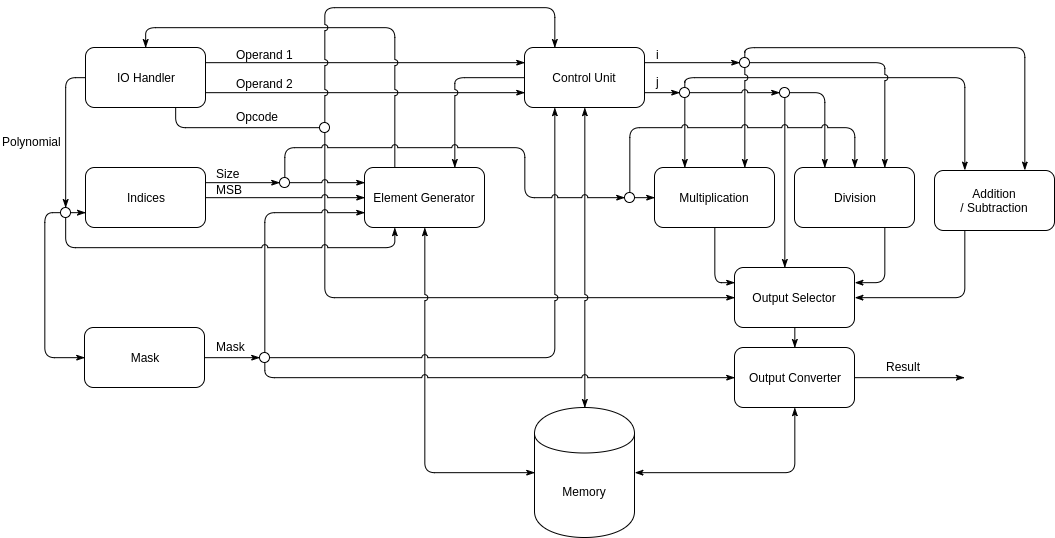 IO Handler
Operand 1
Operand 2
Opcode
Control Unit
i
j
Polynomial
Indices
Size
MSB
Element Generator
Multiplication
Division
Addition
/ Subtraction
Output Selector
Mask
Mask
Output Converter
Result
Memory